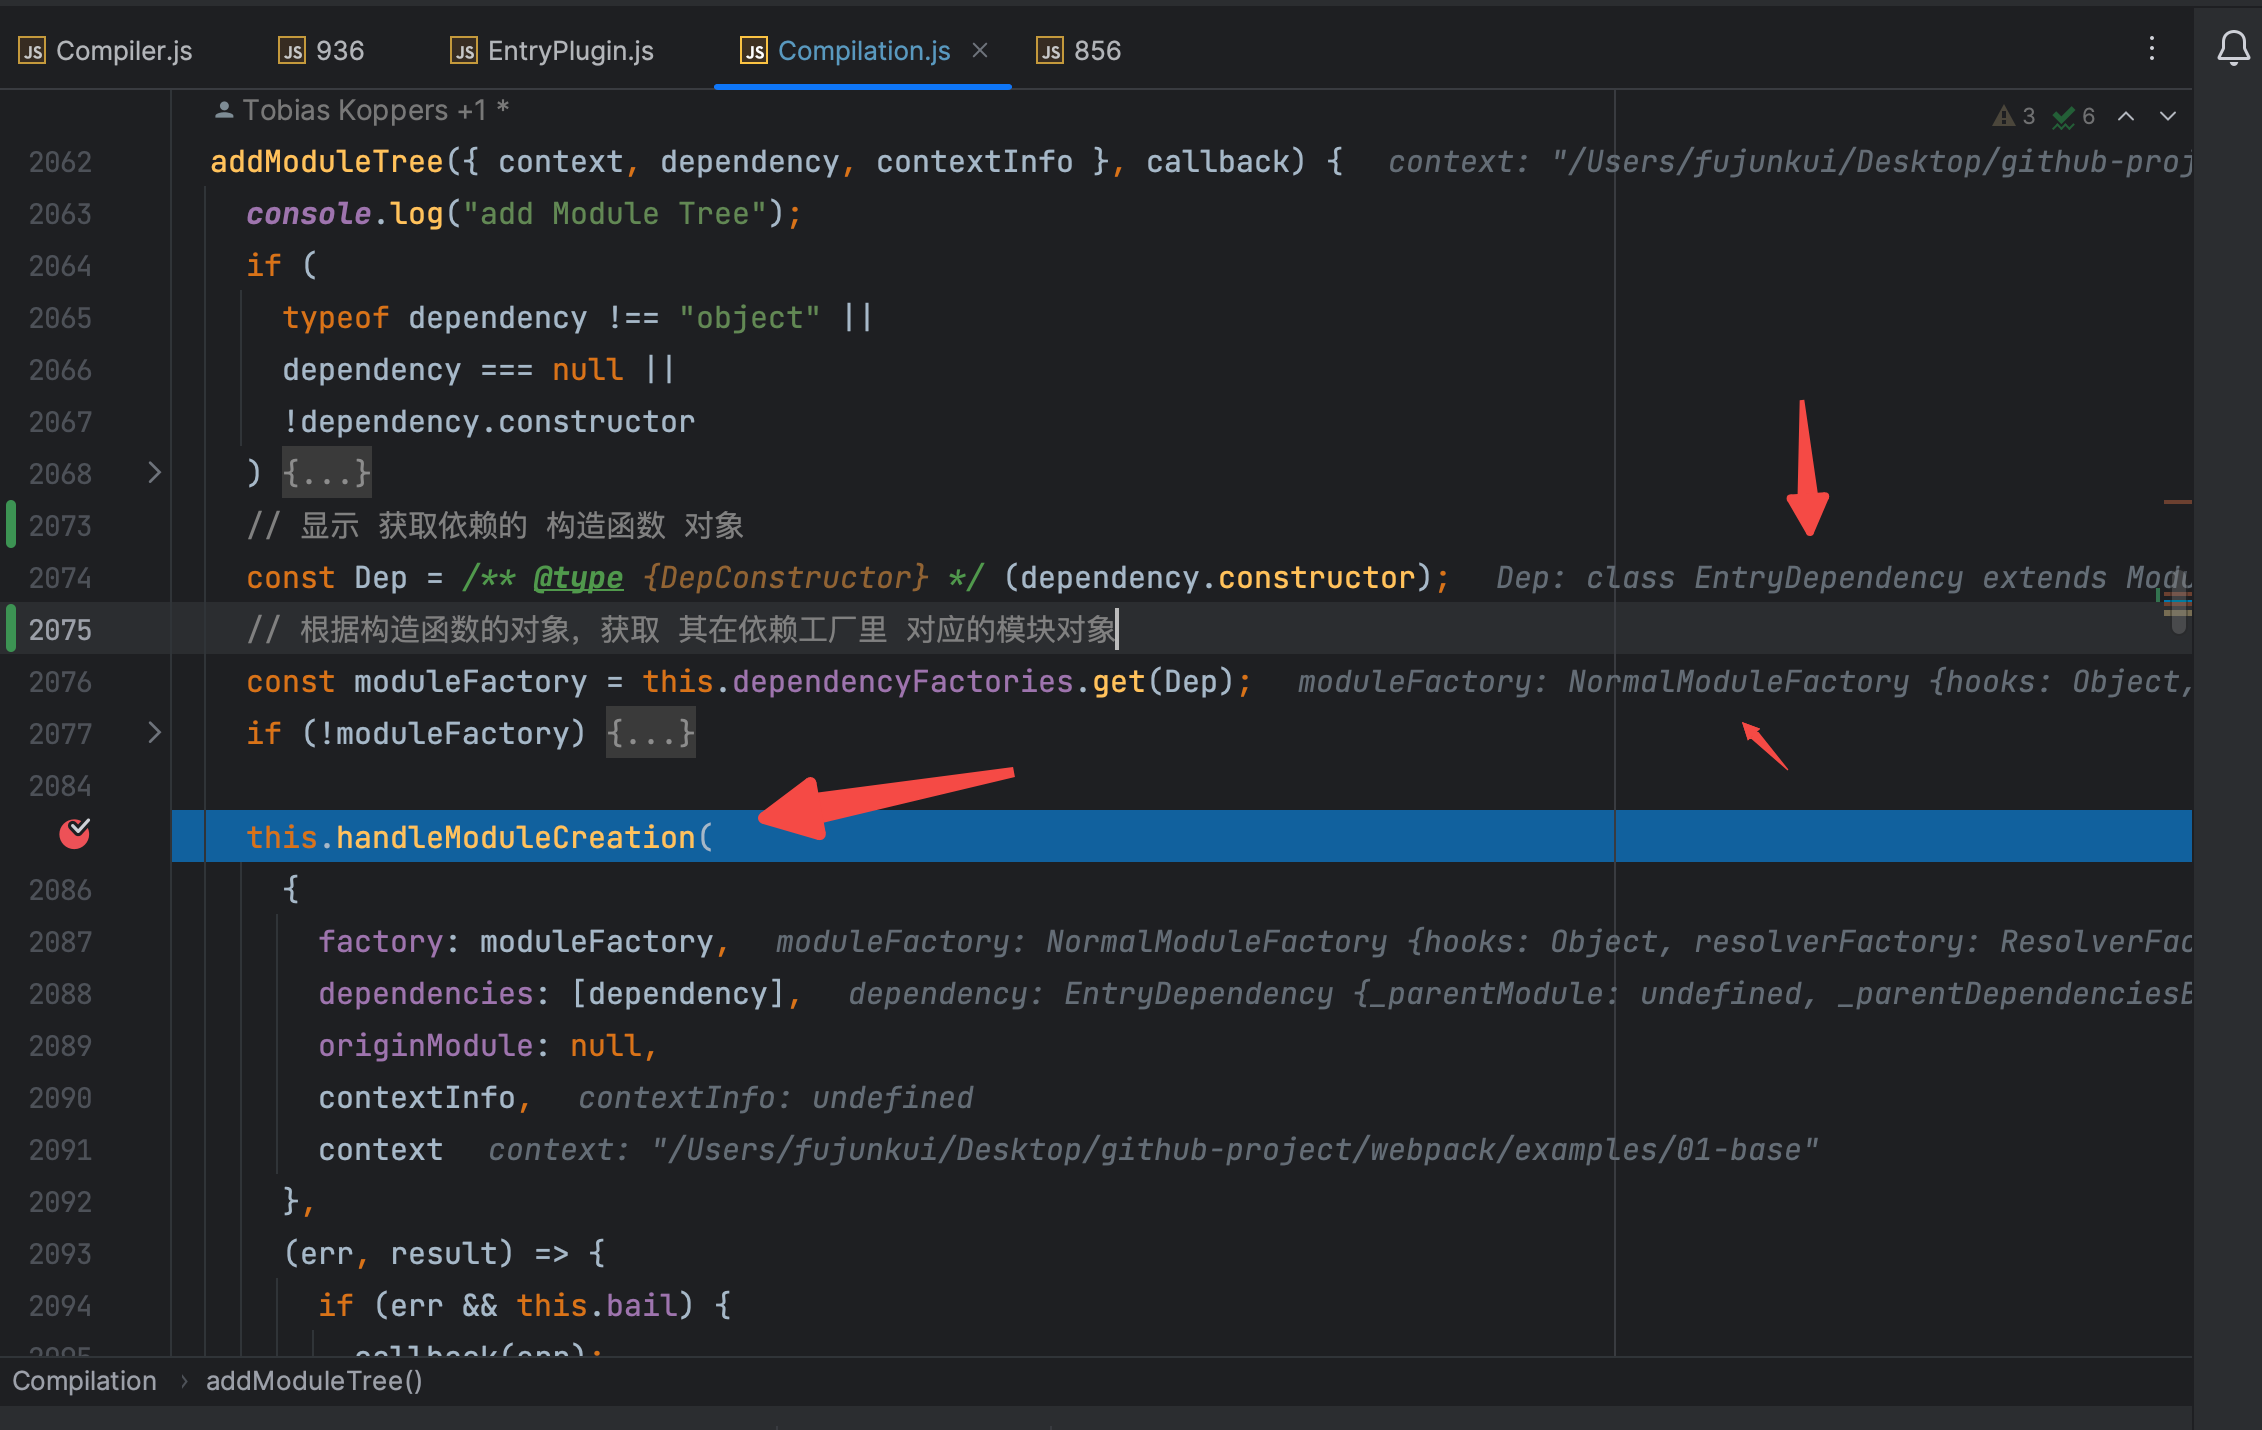 Compiler.js 936 EntryPlugin.js Compilation.js 856
Tobias Koppers +1 * 3 6
2062 addModuleTree({ context, dependency, contextInfo }, callback) { context: "/Users/fujunkui/Desktop/github-proj
2063 console.log("add Module Tree");
2064 if (
2065 typeof dependency !== "object" ||
2066 dependency === null ||
2067 !dependency.constructor
2068 ) {...}
2073 // 显示 获取依赖的 构造函数 对象
2074 const Dep = /** @type {DepConstructor} */ (dependency.constructor); Dep: class EntryDependency extends Modu
2075 // 根据构造函数的对象，获取 其在依赖工厂里 对应的模块对象
2076 const moduleFactory = this.dependencyFactories.get(Dep); moduleFactory: NormalModuleFactory {hooks: Object,
2077 if (!moduleFactory) {...}
2084
this.handleModuleCreation(
2086 {
2087 factory: moduleFactory, moduleFactory: NormalModuleFactory {hooks: Object, resolverFactory: ResolverFac
2088 dependencies: [dependency], dependency: EntryDependency {_parentModule: undefined, _parentDependenciesB
2089 originModule: null,
2090 contextInfo, contextInfo: undefined
2091 context context: "/Users/fujunkui/Desktop/github-project/webpack/examples/01-base"
2092 },
2093 (err, result) => {
2094 if (err && this.bail) {
2095 callback(err);
Compilation › addModuleTree()